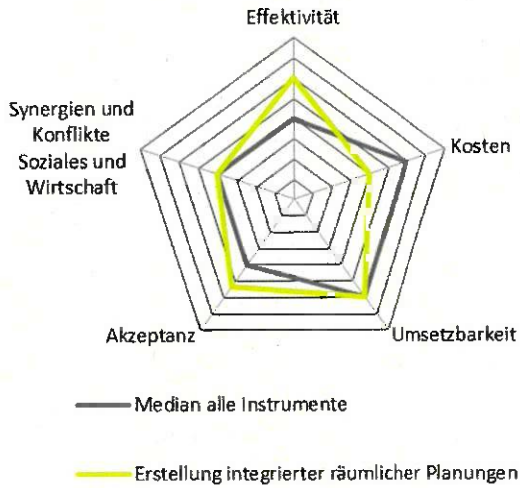 Effektivität
Synergien und
Konflikte
Soziales und
Wirtschaft
Kosten
Akzeptanz
Umsetzbarkeit
Median alle Instrumente
Erstellung integrierter räumlicher Planungen